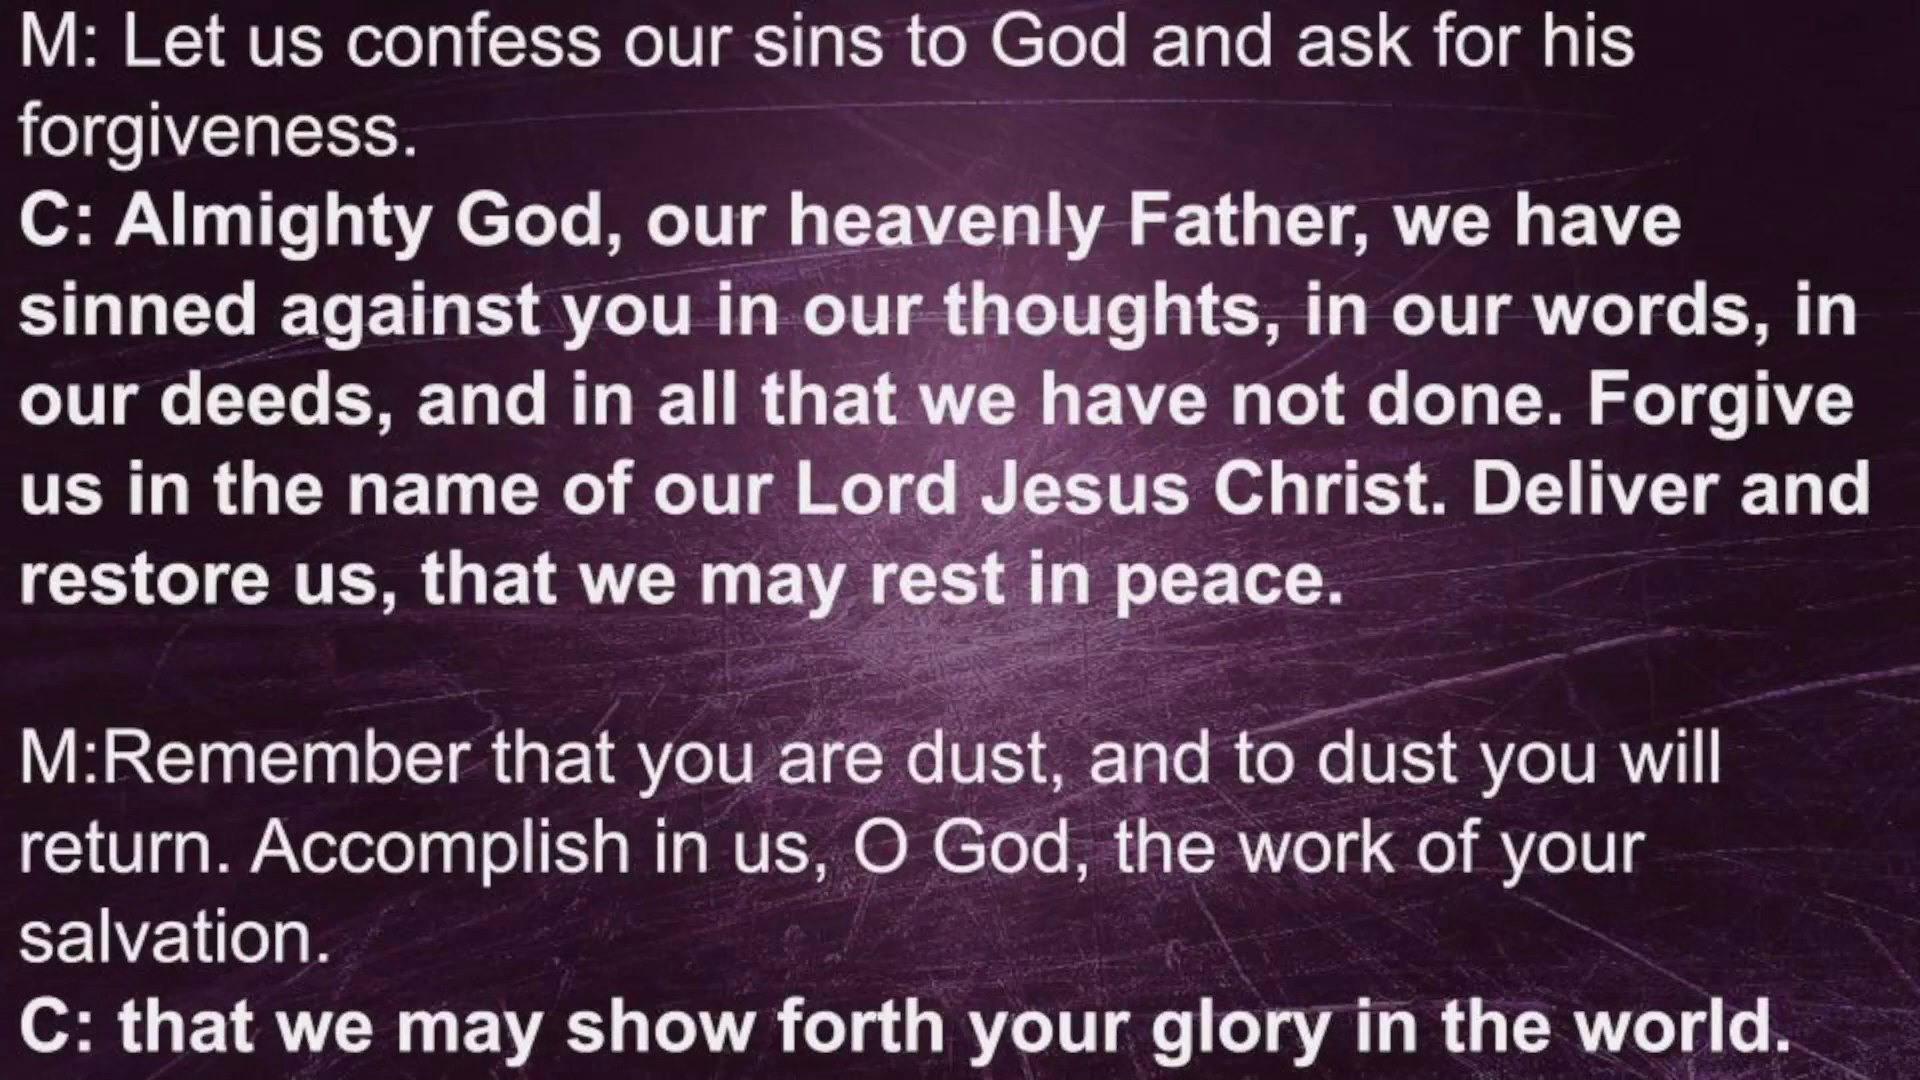 M: Let us confess our sins to God and ask for his
forgiveness.
C: Almighty God, our heavenly Father, we have
sinned against you in our thoughts, in our words, in
our deeds, and in all that we have not done. Forgive
us in the name of our Lord Jesus Christ. Deliver and
restore us, that we may rest in peace.
M:Remember that you are dust, and to dust you will
return. Accomplish in us, O God, the work of your
salvation.
C: that we may show forth your glory in the world.